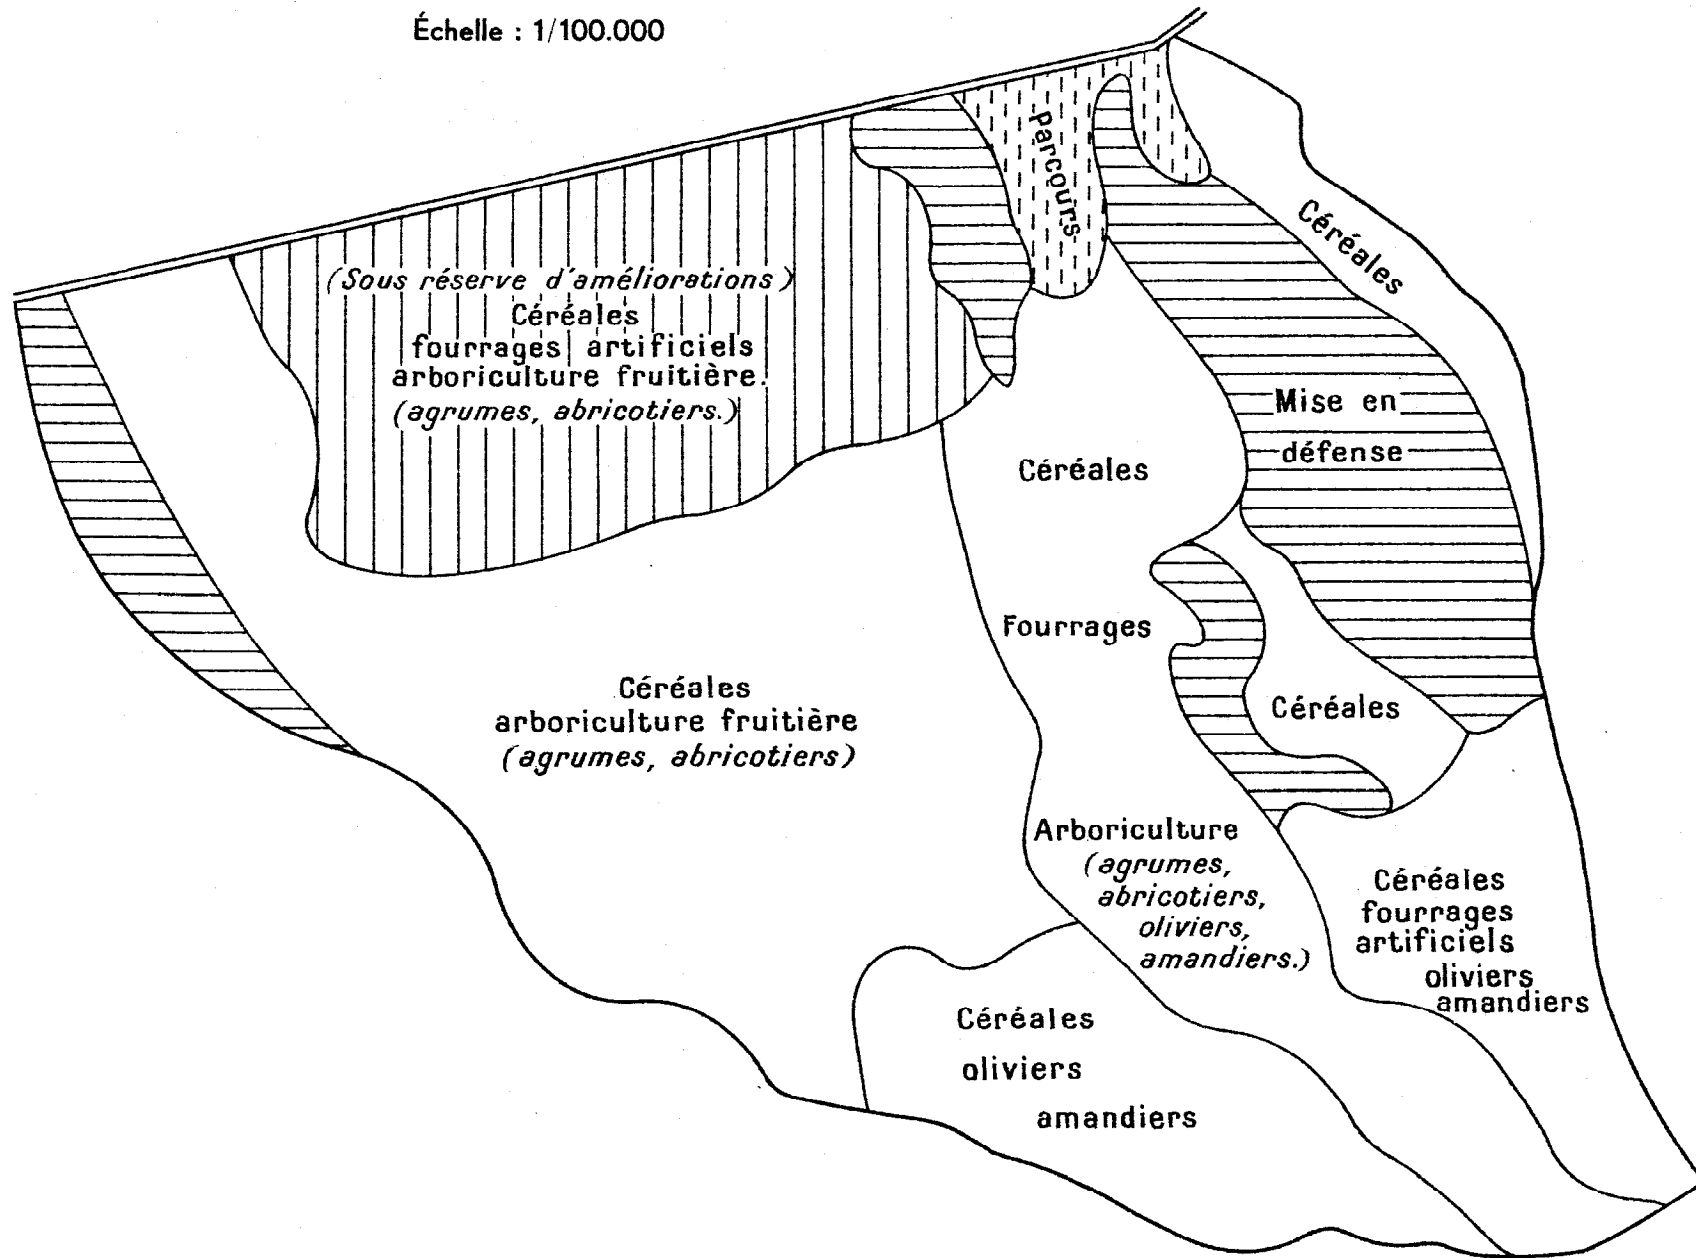 Échelle : 1/100.000
parcours
Céréales
(Sous réserve d'améliorations)
Céréales
fourrages artificiels
arboriculture fruitière.
(agrumes, abricotiers.)
Mise en
défense
Céréales
Fourrages
Arboriculture
(agrumes,
abricotiers,
oliviers,
amandiers.)
Céréales
Céréales
arboriculture fruitière
(agrumes, abricotiers)
Céréales
fourrages
artificiels
oliviers
amandiers
Céréales
oliviers
amandiers